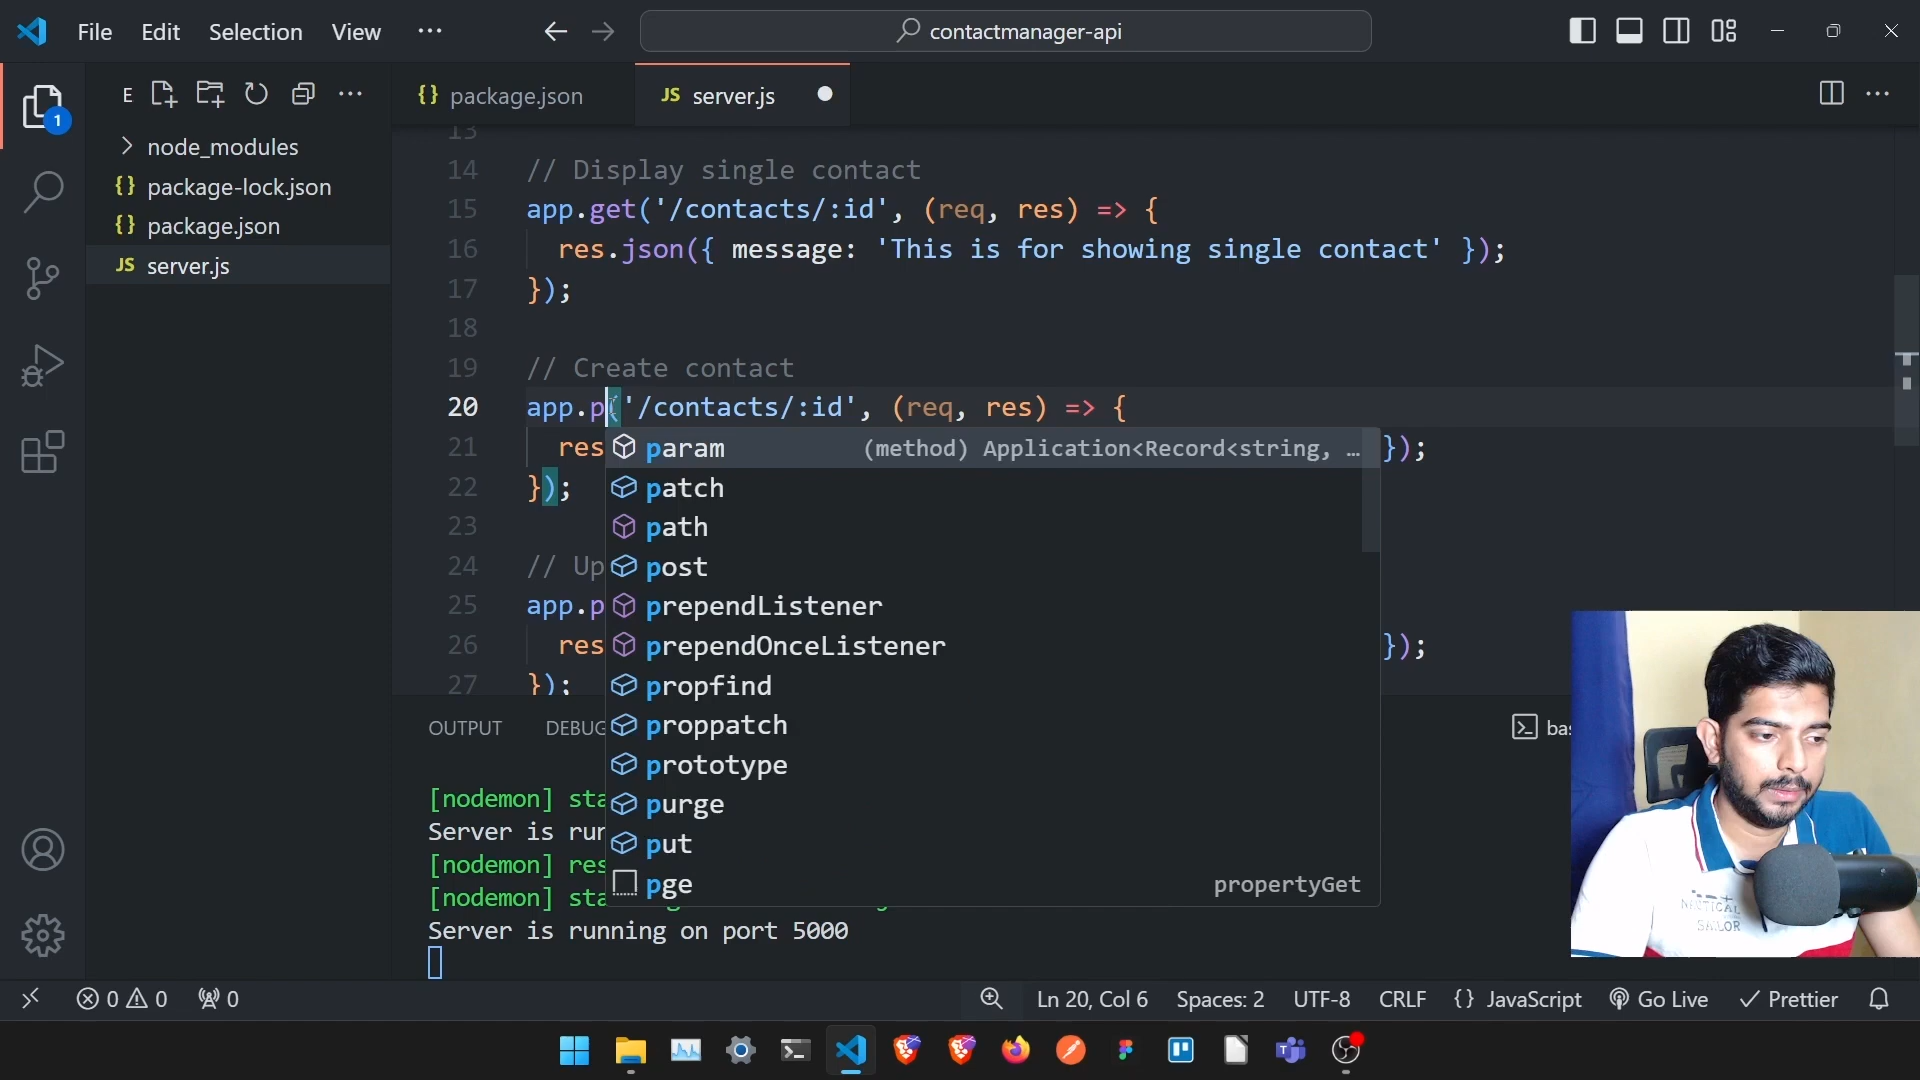 File Edit Selection View ...
contactmanager-api
1
E
node_modules
{} package-lock.json
{} package.json
JS server.js
{} package.json
JS server.js
13
14 // Display single contact
15 app.get('/contacts/:id', (req, res) => {
16 res.json({ message: 'This is for showing single contact' });
17 });
18
19 // Create contact
20 app.p('/contacts/:id', (req, res) => {
21 res });
22 });
23
24 // Up
25 app.p
26 res });
27 });
param (method) Application<Record<string, …
patch
path
post
prependListener
prependOnceListener
propfind
proppatch
prototype
purge
put
pge propertyGet
OUTPUT DEBUG
bas
[nodemon] sta
Server is run
[nodemon] res
[nodemon] sta
Server is running on port 5000
NAUTICAL
SAILOR
0 0 0
Ln 20, Col 6 Spaces: 2 UTF-8 CRLF {} JavaScript Go Live Prettier